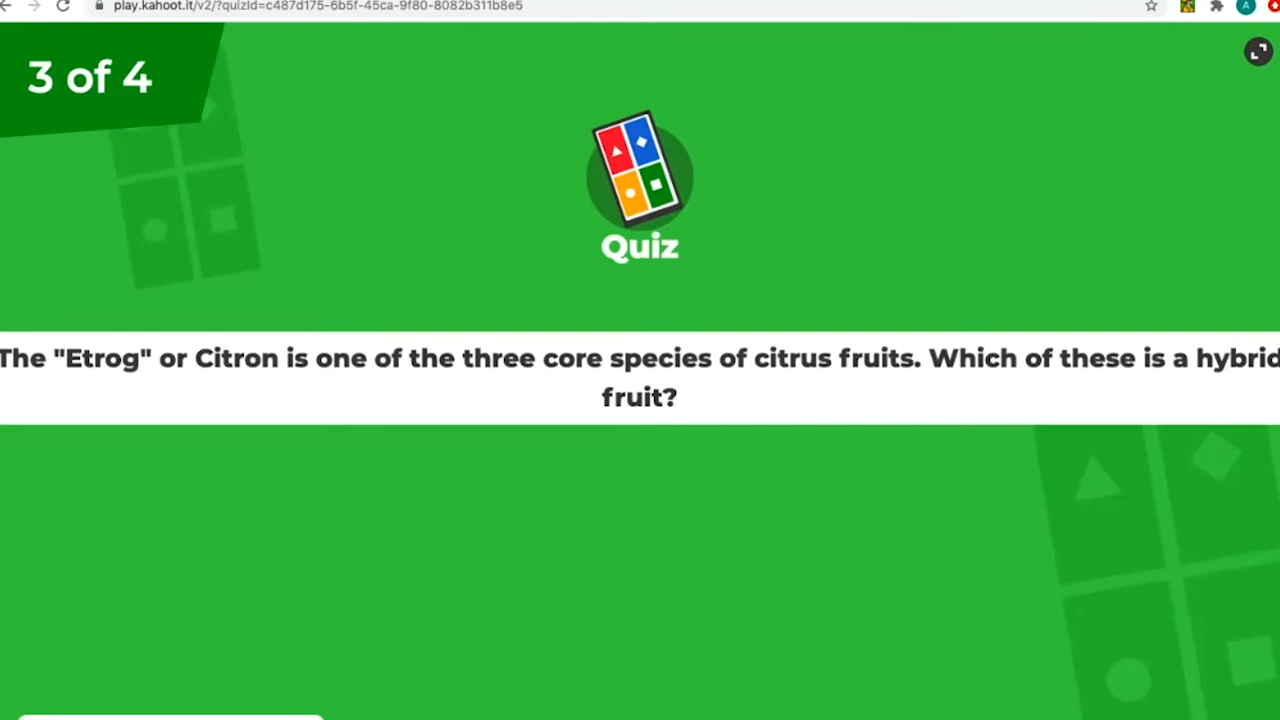 play.kahoot.it/v2/?quizId=c487d175-6b5f-45ca-9f80-8082b311b8e5
A
3 of 4
Quiz
The "Etrog" or Citron is one of the three core species of citrus fruits. Which of these is a hybrid
fruit?